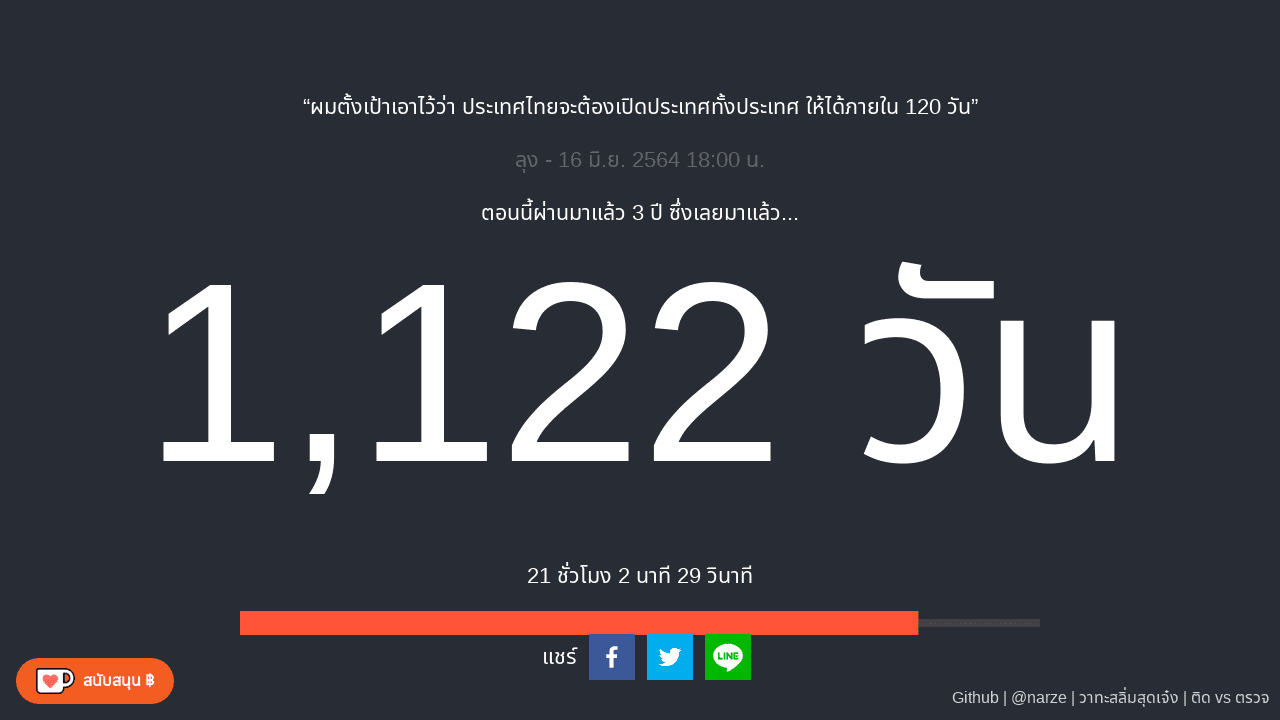 “ผมตั้งเป้าเอาไว้ว่า ประเทศไทยจะต้องเปิดประเทศทั้งประเทศ ให้ได้ภายใน 120 วัน”
ลุง - 16 มิ.ย. 2564 18:00 น.
ตอนนี้ผ่านมาแล้ว 3 ปี ซึ่งเลยมาแล้ว...
1,122 วัน
21 ชั่วโมง 2 นาที 29 วินาที
แชร์ LINE
สนับสนุน ฿
Github | @narze | วาทะสลิ่มสุดเจ๋ง | ติด vs ตรวจ